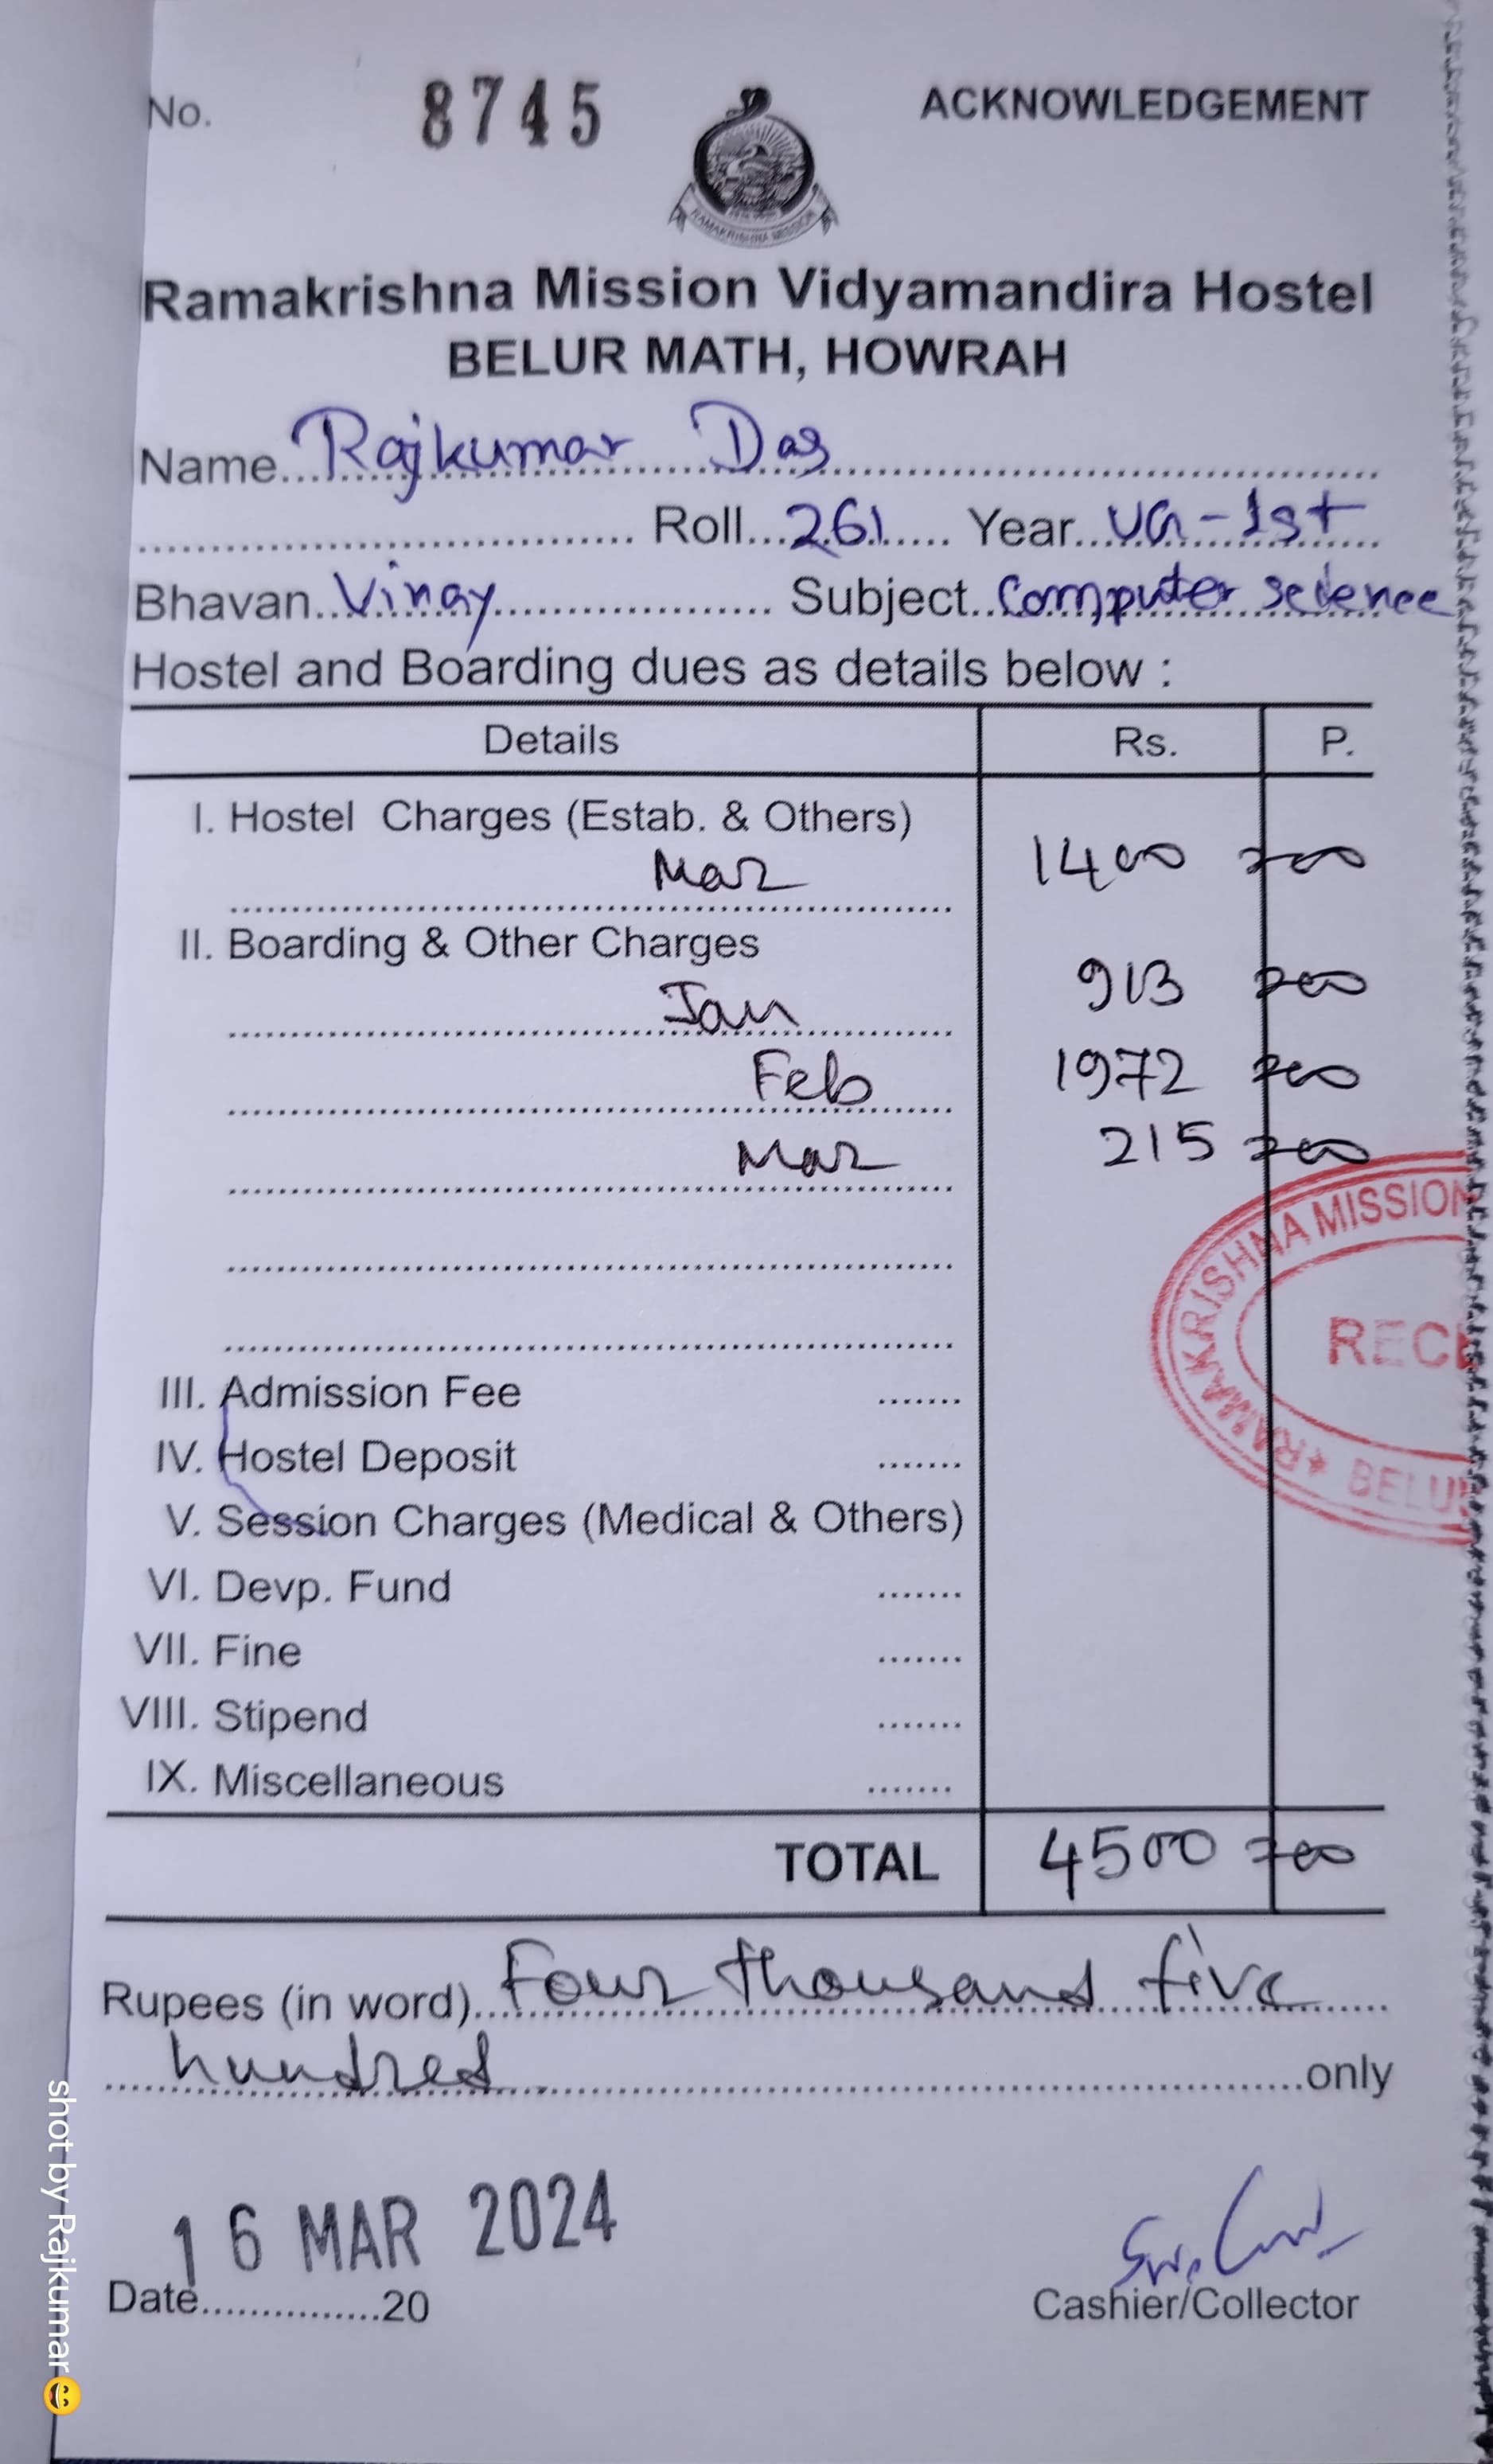 No. 8745 ACKNOWLEDGEMENT
RAMAKRISHNA MISSION
Ramakrishna Mission Vidyamandira Hostel
BELUR MATH, HOWRAH
Name Rajkumar Das
Roll 261 Year UG-1st
Bhavan Vinay Subject Computer science
Hostel and Boarding dues as details below :
Details Rs. P.
I. Hostel Charges (Estab. & Others)
Mar 1400 00
II. Boarding & Other Charges
Jan 913 00
Feb 1972 00
Mar 215 00
RAMAKRISHNA MISSION
REC
BELU
III. Admission Fee
IV. Hostel Deposit
V. Session Charges (Medical & Others)
VI. Devp. Fund
VII. Fine
VIII. Stipend
IX. Miscellaneous
TOTAL 4500 00
Rupees (in word) Four thousand five
hundred only
16 MAR 2024
Date...............20
Cashier/Collector
shot by Rajkumar😄